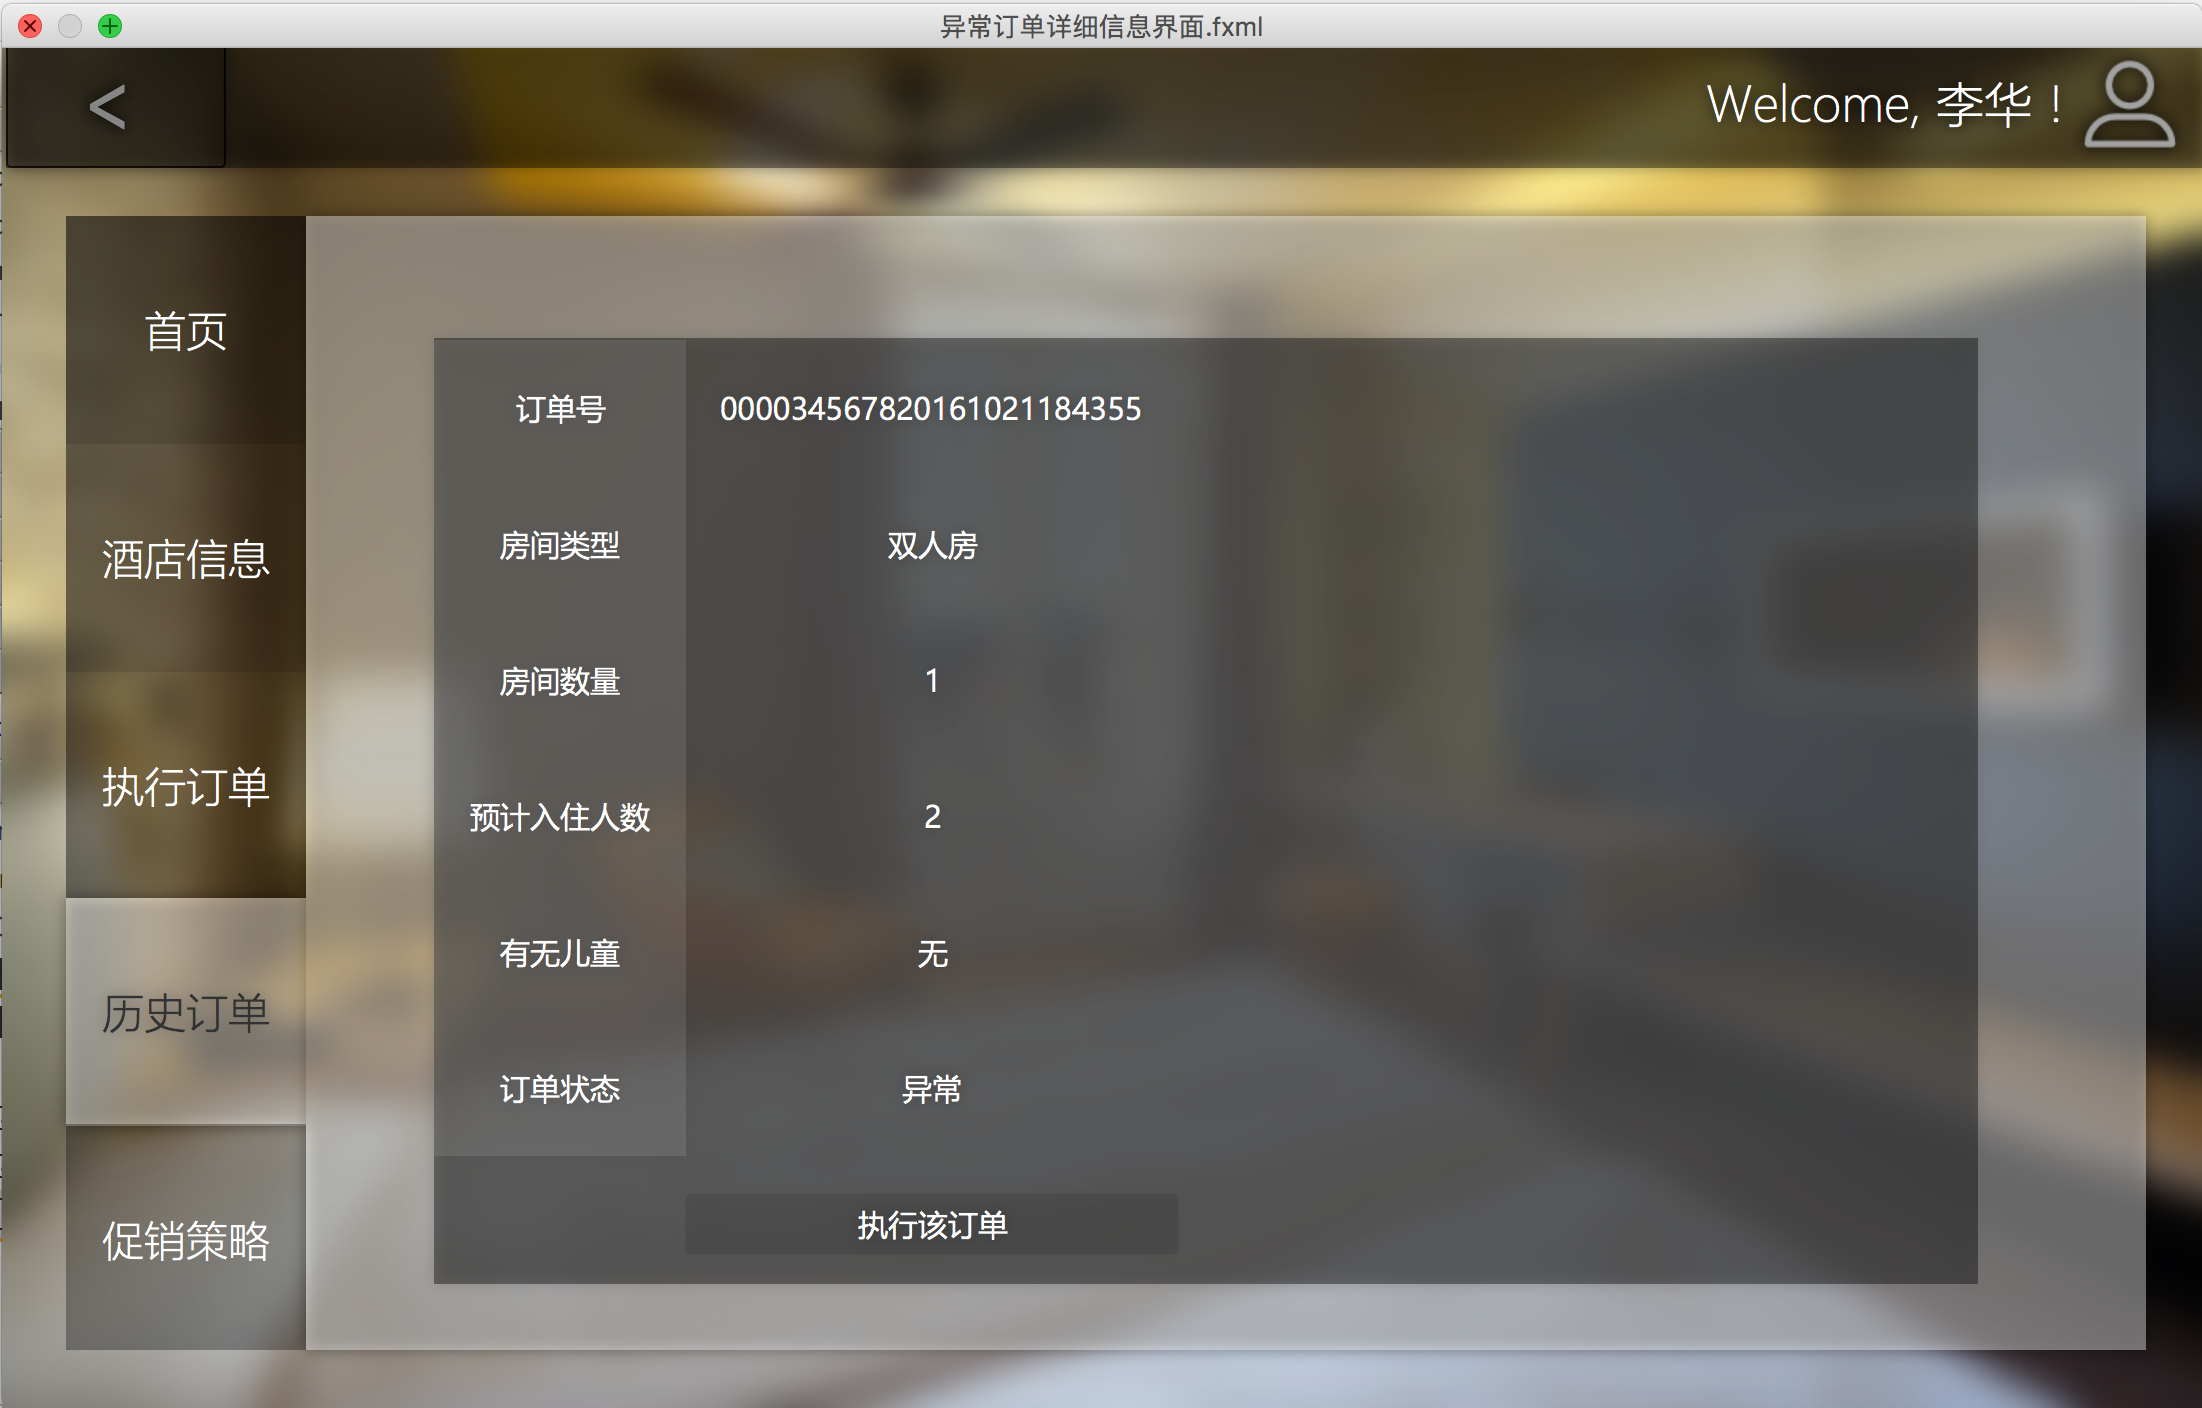 异常订单详细信息界面.fxml
<
Welcome, 李华！
首页
酒店信息
执行订单
历史订单
促销策略
订单号 000034567820161021184355
房间类型 双人房
房间数量 1
预计入住人数 2
有无儿童 无
订单状态 异常
执行该订单